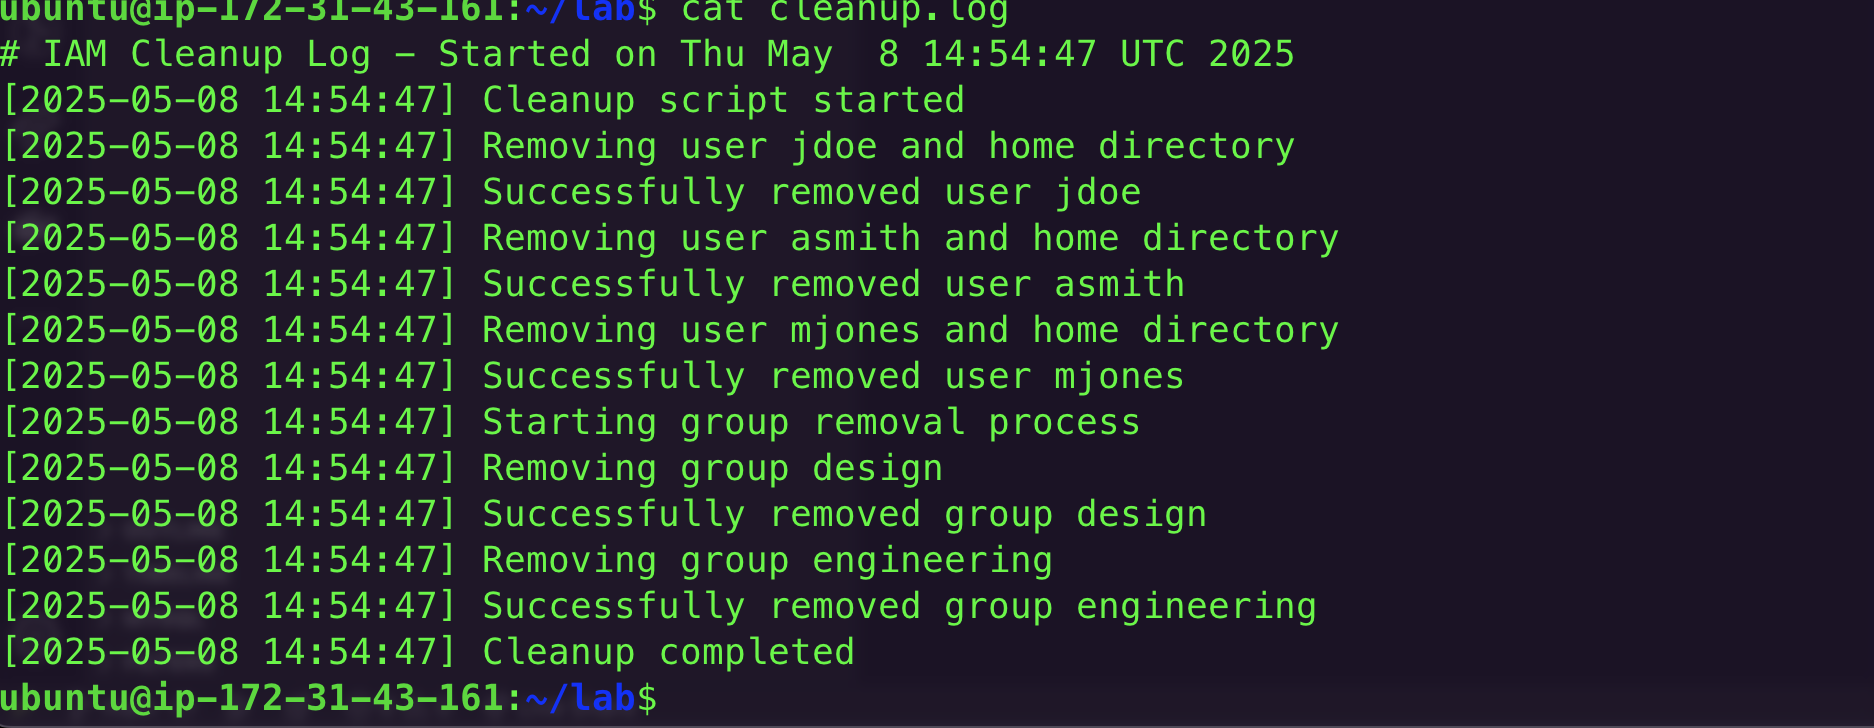 ubuntu@ip-172-31-43-161:~/lab$ cat cleanup.log
# IAM Cleanup Log – Started on Thu May  8 14:54:47 UTC 2025
[2025-05-08 14:54:47] Cleanup script started
[2025-05-08 14:54:47] Removing user jdoe and home directory
[2025-05-08 14:54:47] Successfully removed user jdoe
[2025-05-08 14:54:47] Removing user asmith and home directory
[2025-05-08 14:54:47] Successfully removed user asmith
[2025-05-08 14:54:47] Removing user mjones and home directory
[2025-05-08 14:54:47] Successfully removed user mjones
[2025-05-08 14:54:47] Starting group removal process
[2025-05-08 14:54:47] Removing group design
[2025-05-08 14:54:47] Successfully removed group design
[2025-05-08 14:54:47] Removing group engineering
[2025-05-08 14:54:47] Successfully removed group engineering
[2025-05-08 14:54:47] Cleanup completed
ubuntu@ip-172-31-43-161:~/lab$